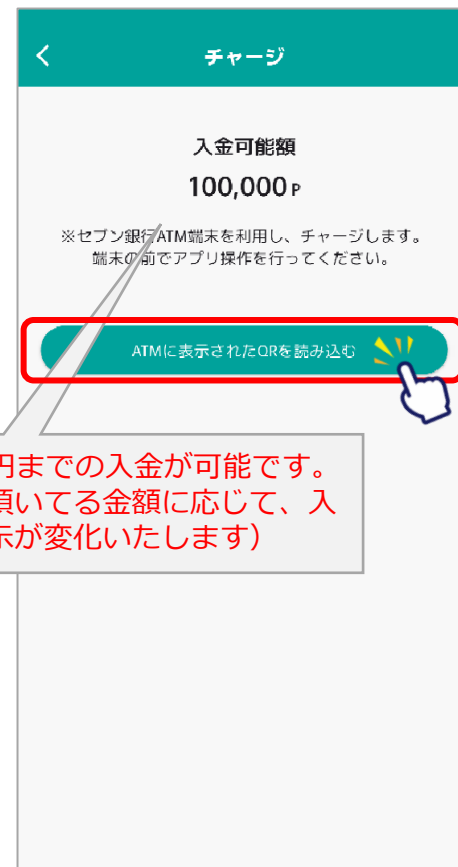 チャージ
入金可能額
100,000 P
※セブン銀行ATM端末を利用し、チャージします。
端末の前でアプリ操作を行ってください。
ATMに表示されたQRを読み込む
円までの入金が可能です。
頂いてる金額に応じて、入
示が変化いたします）